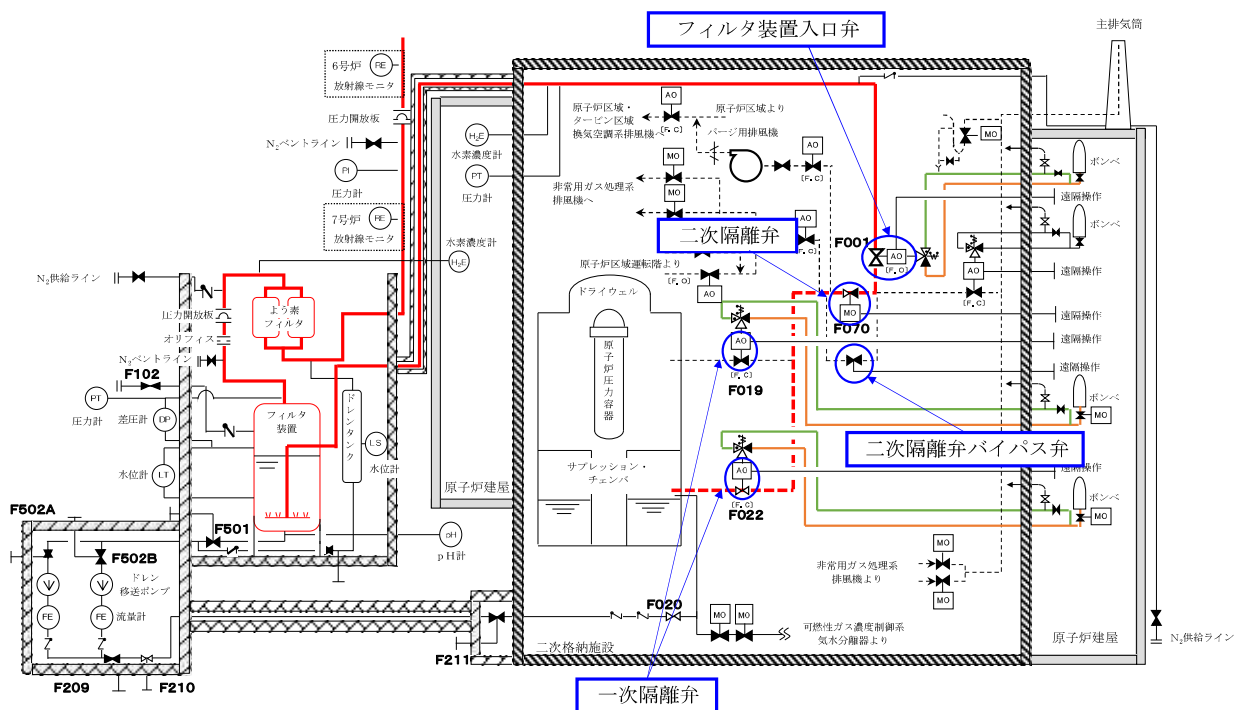 フィルタ装置入口弁
主排気筒
6号炉
放射線モニタ
RE
圧力開放板
N₂ベントライン
PI
圧力計
7号炉
放射線モニタ
RE
H₂E
水素濃度計
PT
圧力計
水素濃度計
H₂E
原子炉区域・
タービン区域
換気空調系排風機へ
AO
[F.C]
原子炉区域より
パージ用排風機
AO
[F.C]
MO
MO
非常用ガス処理系
排風機へ
AO
[F.C]
二次隔離弁
F001
AO
[F.O]
MO
ボンベ
遠隔操作
ボンベ
AO
[F.C]
遠隔操作
原子炉区域運転階より
[F.O]
AO
ドライウェル
原子炉圧力容器
サプレッション・
チェンバ
MO
F070
遠隔操作
AO
[F.C]
F019
遠隔操作
遠隔操作
ボンベ
MO
二次隔離弁バイパス弁
AO
[F.C]
F022
遠隔操作
ボンベ
MO
N₂供給ライン
圧力開放板
オリフィス
よう素
フィルタ
N₂ベントライン
F102
PT
圧力計
差圧計
DP
フィルタ
装置
ドレンタンク
LS
水位計
水位計
LT
原子炉建屋
F502A
F501
F502B
pH
pH計
ドレン
移送ポンプ
FE
FE
流量計
F209
F210
F211
F020
MO
MO
可燃性ガス濃度制御系
気水分離器より
MO
非常用ガス処理系
排風機より
MO
二次格納施設
原子炉建屋
N₂供給ライン
一次隔離弁